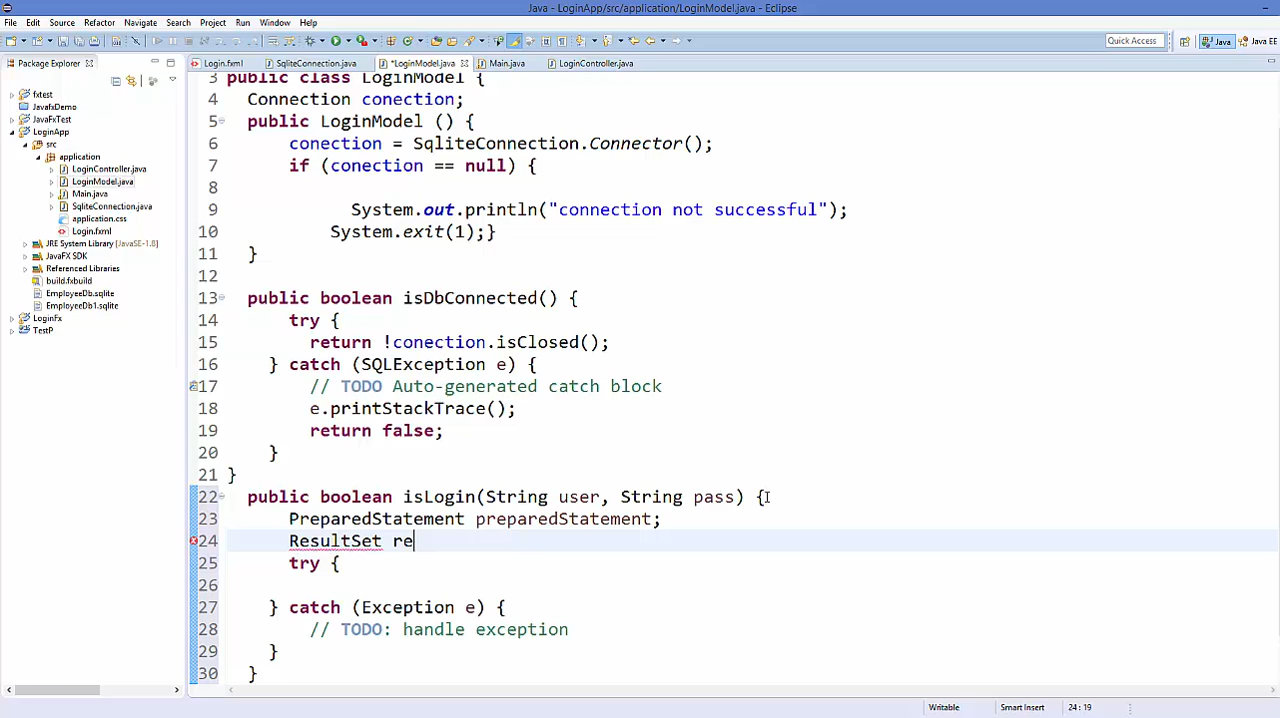 Java - LoginApp/src/application/LoginModel.java - Eclipse
File Edit Source Refactor Navigate Search Project Run Window Help
Quick Access Java Java EE
Package Explorer
Login.fxml SqliteConnection.java *LoginModel.java Main.java LoginController.java
fxtest
JavafxDemo
JavaFxTest
LoginApp
src
application
LoginController.java
LoginModel.java
Main.java
SqliteConnection.java
application.css
Login.fxml
JRE System Library [JavaSE-1.8]
JavaFX SDK
Referenced Libraries
build.fxbuild
EmployeeDb.sqlite
EmployeeDb1.sqlite
LoginFx
TestP
3 public class LoginModel {
4 Connection conection;
5 public LoginModel () {
6 conection = SqliteConnection.Connector();
7 if (conection == null) {
8
9 System.out.println("connection not successful");
10 System.exit(1);}
11 }
12
13 public boolean isDbConnected() {
14 try {
15 return !conection.isClosed();
16 } catch (SQLException e) {
17 // TODO Auto-generated catch block
18 e.printStackTrace();
19 return false;
20 }
21 }
22 public boolean isLogin(String user, String pass) {
23 PreparedStatement preparedStatement;
24 ResultSet re
25 try {
26
27 } catch (Exception e) {
28 // TODO: handle exception
29 }
30 }
Writable Smart Insert 24 : 19